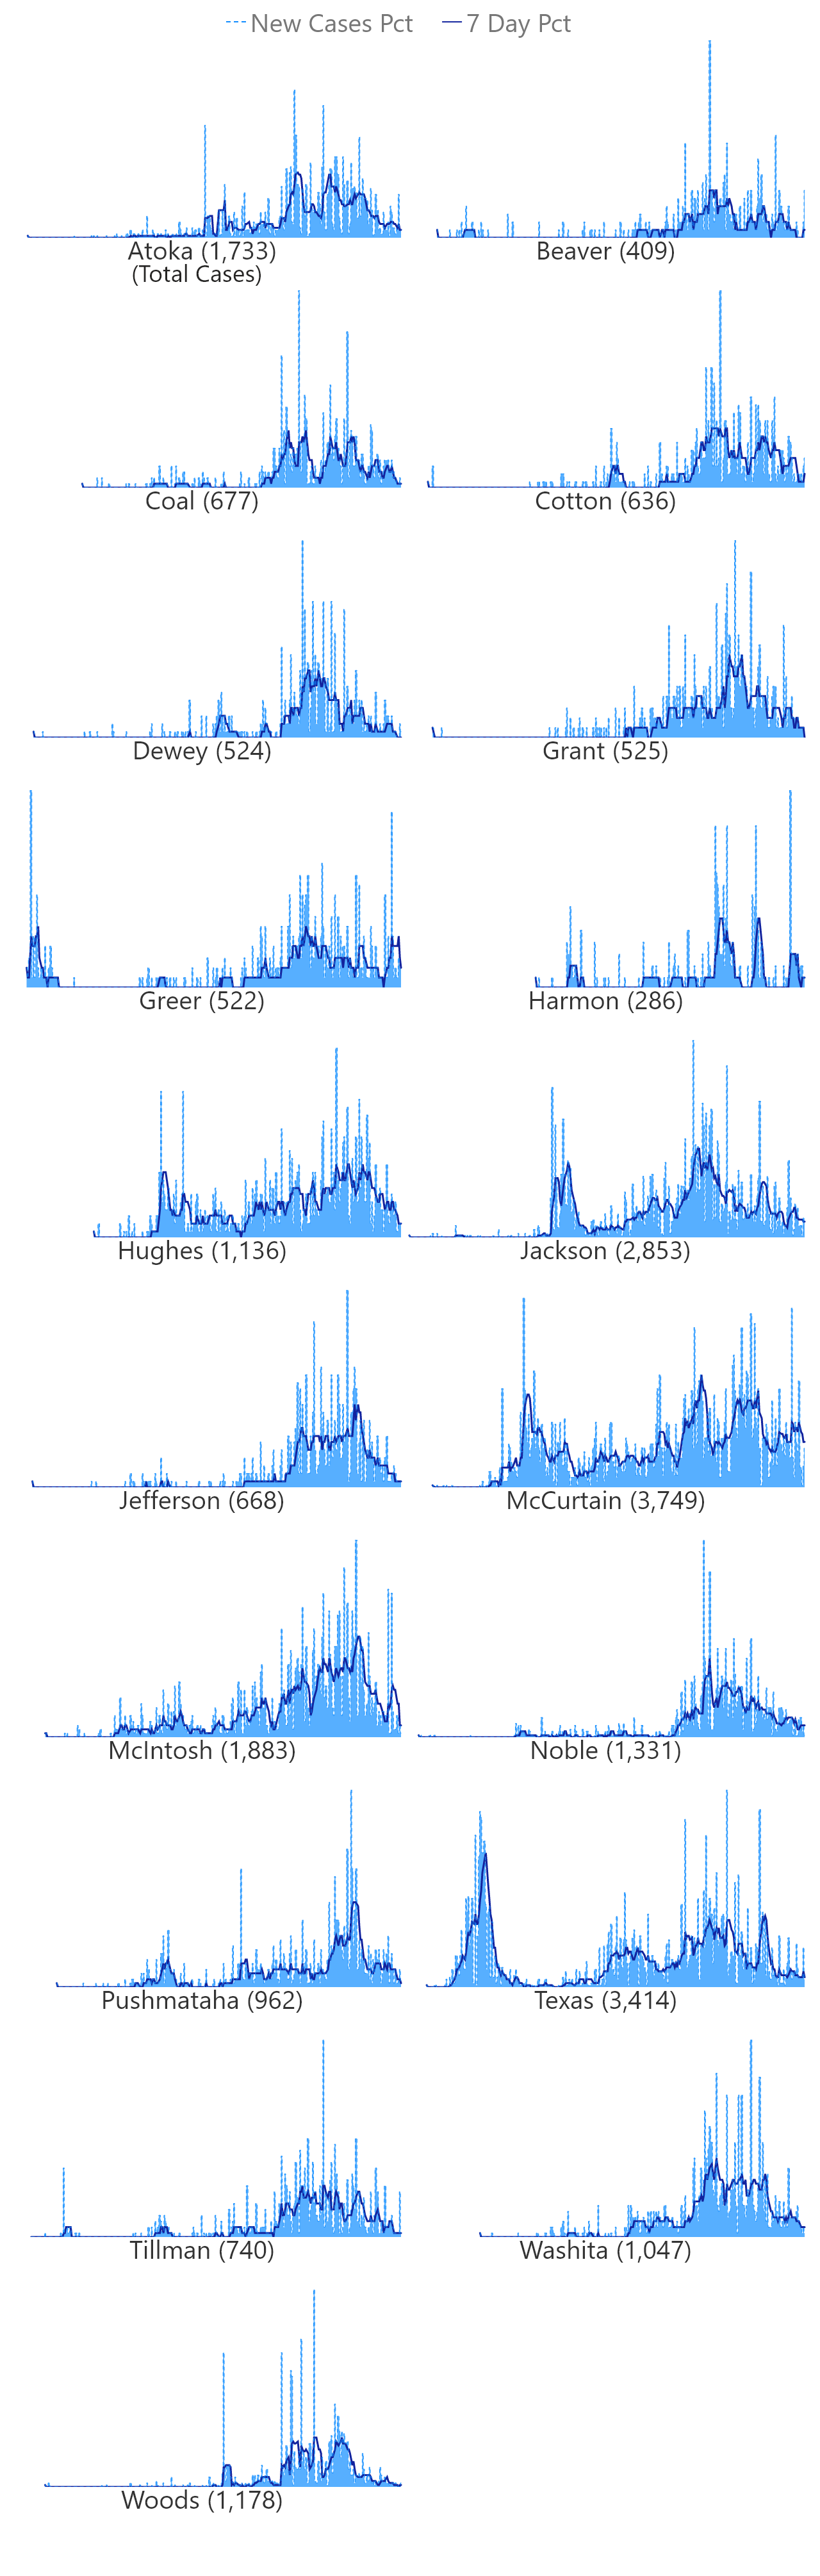 New Cases Pct 7 Day Pct
Atoka (1,733) Beaver (409)
(Total Cases)
Coal (677) Cotton (636)
Dewey (524) Grant (525)
Greer (522) Harmon (286)
Hughes (1,136) Jackson (2,853)
Jefferson (668) McCurtain (3,749)
McIntosh (1,883) Noble (1,331)
Pushmataha (962) Texas (3,414)
Tillman (740) Washita (1,047)
Woods (1,178)